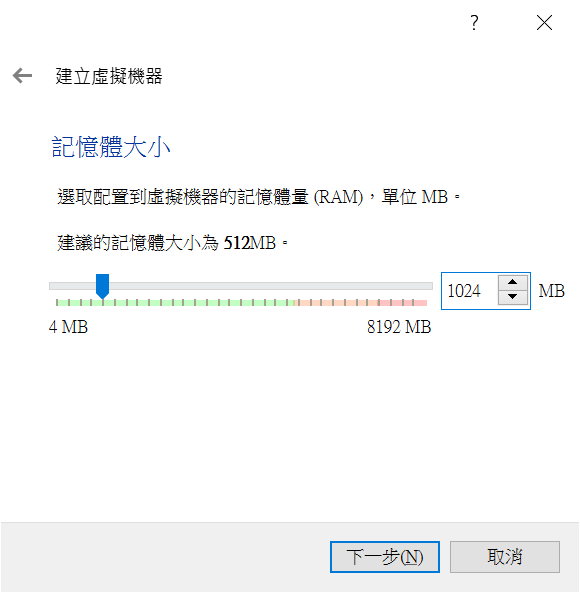 ?
建立虛擬機器
記憶體大小
選取配置到虛擬機器的記憶體量 (RAM)，單位 MB。
建議的記憶體大小為 512MB。
1024 MB
4 MB 8192 MB
下一步(N) 取消